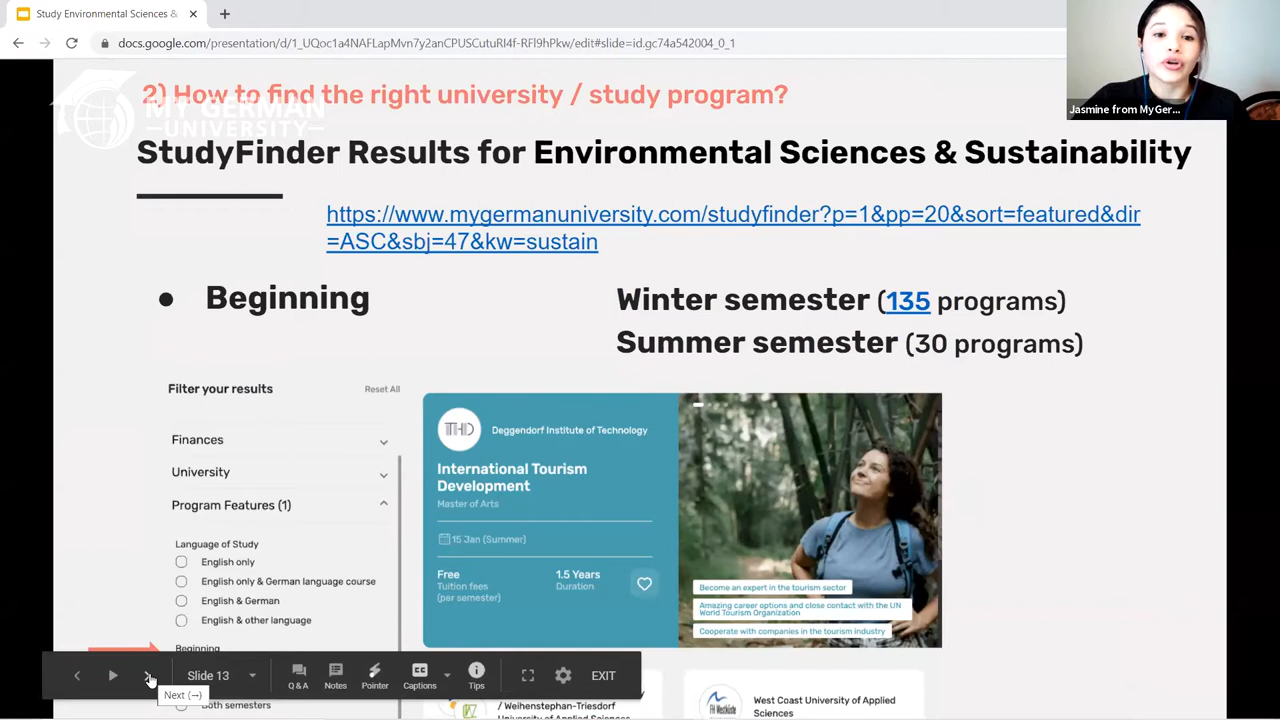 Study Environmental Sciences &
docs.google.com/presentation/d/1_UQoc1a4NAFLapMvn7y2anCPUSCutuRl4f-RFl9hPkw/edit#slide=id.gc74a542004_0_1
Jasmine from MyGer...
2) How to find the right university / study program?
MY GERMAN
UNIVERSITY
StudyFinder Results for Environmental Sciences & Sustainability
https://www.mygermanuniversity.com/studyfinder?p=1&pp=20&sort=featured&dir
=ASC&sbj=47&kw=sustain
● Beginning
Winter semester (135 programs)
Summer semester (30 programs)
Filter your results
Reset All
Finances
University
Program Features (1)
Language of Study
English only
English only & German language course
English & German
English & other language
Beginning
Both semesters
THD
Deggendorf Institute of Technology
International Tourism
Development
Master of Arts
15 Jan (Summer)
Free
Tuition fees
(per semester)
1.5 Years
Duration
Become an expert in the tourism sector
Amazing career options and close contact with the UN
World Tourism Organization
Cooperate with companies in the tourism industry
Slide 13
Q & A
Notes
Pointer
Captions
Tips
EXIT
Next (→)
/ Weihenstephan-Triesdorf
University of Applied Sciences
FH Westküste
West Coast University of Applied
Sciences